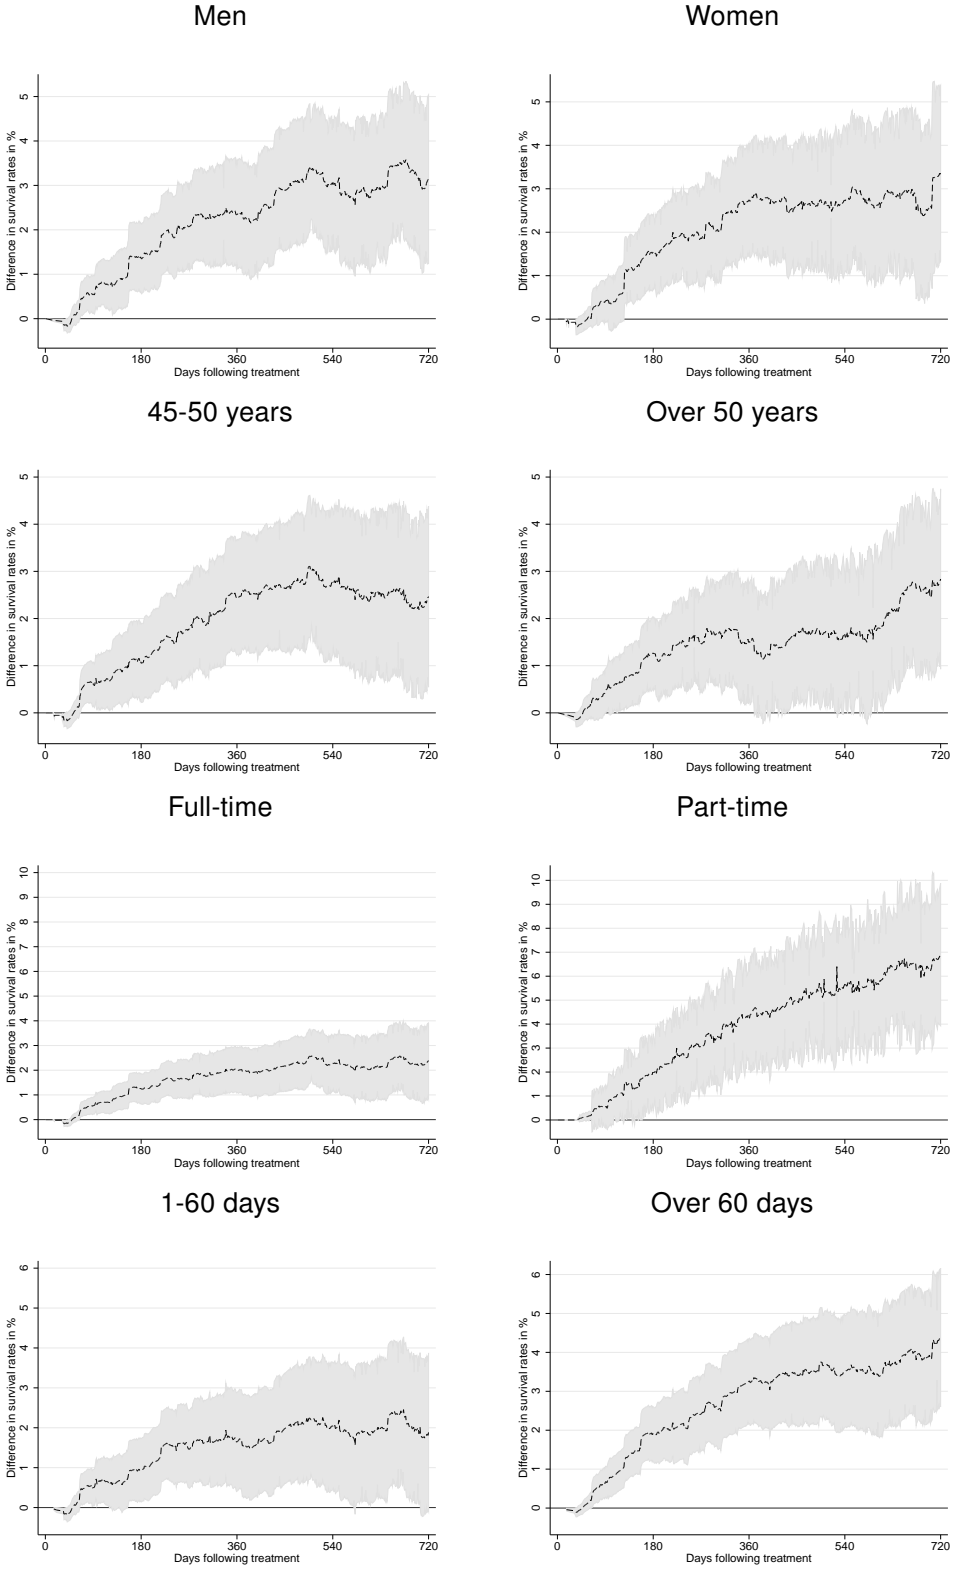 Men
Women
Difference in survival rates in %
0 1 2 3 4 5
0 180 360 540 720
Days following treatment
Difference in survival rates in %
0 1 2 3 4 5
0 180 360 540 720
Days following treatment
45-50 years
Over 50 years
Difference in survival rates in %
0 1 2 3 4 5
0 180 360 540 720
Days following treatment
Difference in survival rates in %
0 1 2 3 4 5
0 180 360 540 720
Days following treatment
Full-time
Part-time
Difference in survival rates in %
0 1 2 3 4 5 6 7 8 9 10
0 180 360 540 720
Days following treatment
Difference in survival rates in %
0 1 2 3 4 5 6 7 8 9 10
0 180 360 540 720
Days following treatment
1-60 days
Over 60 days
Difference in survival rates in %
0 1 2 3 4 5 6
0 180 360 540 720
Days following treatment
Difference in survival rates in %
0 1 2 3 4 5 6
0 180 360 540 720
Days following treatment